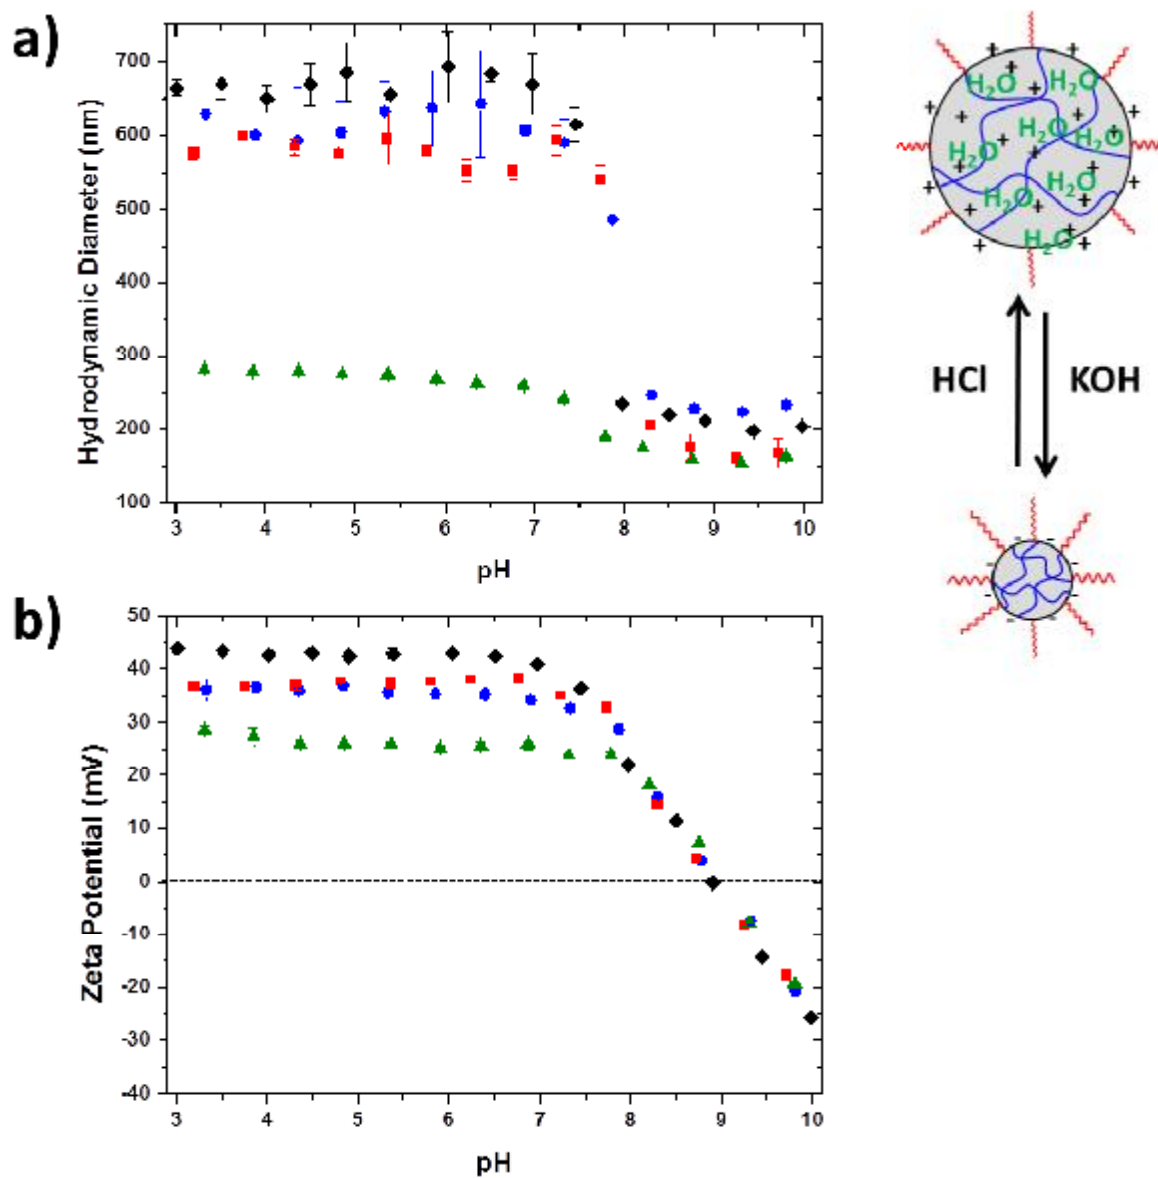 a)
700
600
500
400
300
200
100
Hydrodynamic Diameter (nm)
3 4 5 6 7 8 9 10
pH
H₂O H₂O
H₂O H₂O
H₂O
H₂O
H₂O
H₂O
+ + + + + + + + + + + + + + + + + + + + + +
HCl KOH
- - - - - - - -
b)
50
40
30
20
10
0
-10
-20
-30
-40
Zeta Potential (mV)
3 4 5 6 7 8 9 10
pH